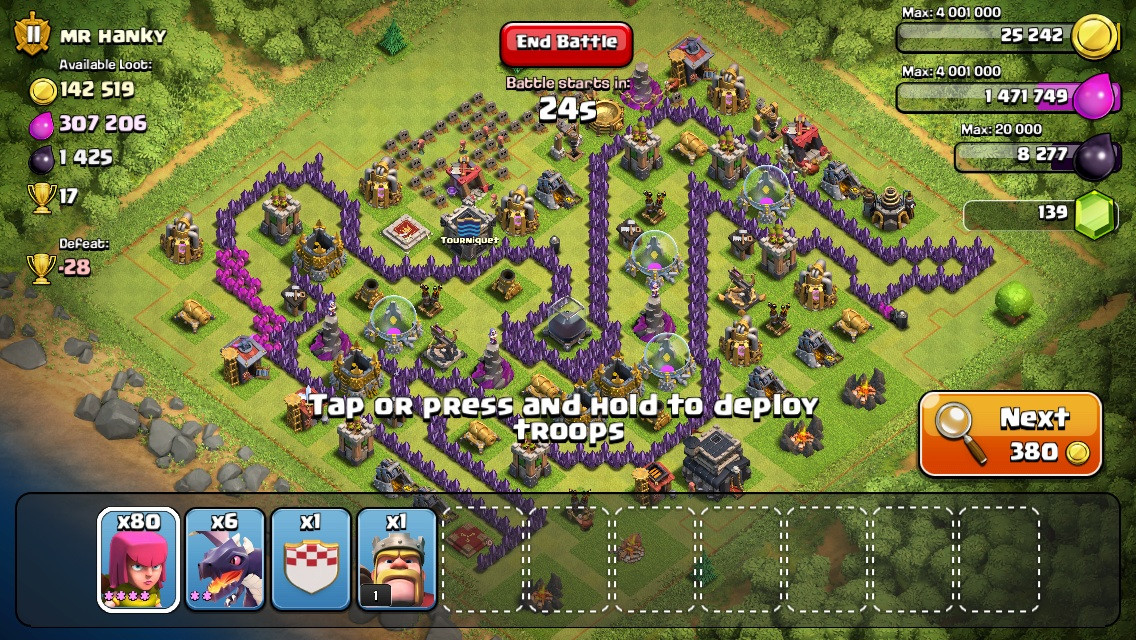 II
MR HANKY
Available Loot:
142 519
307 206
1 425
17
Defeat:
-28
End Battle
Battle starts in:
24s
Max: 4 001 000
25 242
Max: 4 001 000
1 471 749
Max: 20 000
8 277
139
Tourniquet
Tap or press and hold to deploy
troops
Next
380
x80
x6
x1
x1
1